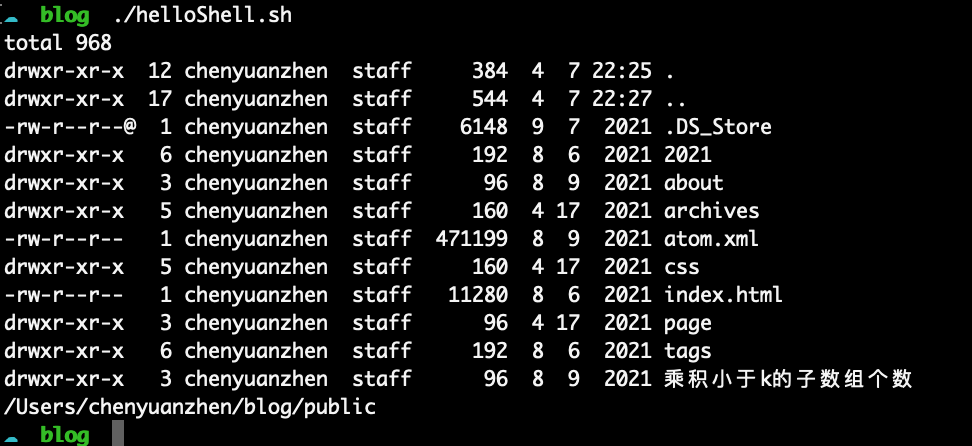 ☁ blog ./helloShell.sh
total 968
drwxr-xr-x  12 chenyuanzhen  staff     384  4  7 22:25 .
drwxr-xr-x  17 chenyuanzhen  staff     544  4  7 22:27 ..
-rw-r--r--@  1 chenyuanzhen  staff    6148  9  7  2021 .DS_Store
drwxr-xr-x   6 chenyuanzhen  staff     192  8  6  2021 2021
drwxr-xr-x   3 chenyuanzhen  staff      96  8  9  2021 about
drwxr-xr-x   5 chenyuanzhen  staff     160  4 17  2021 archives
-rw-r--r--   1 chenyuanzhen  staff  471199  8  9  2021 atom.xml
drwxr-xr-x   5 chenyuanzhen  staff     160  4 17  2021 css
-rw-r--r--   1 chenyuanzhen  staff   11280  8  6  2021 index.html
drwxr-xr-x   3 chenyuanzhen  staff      96  4 17  2021 page
drwxr-xr-x   6 chenyuanzhen  staff     192  8  6  2021 tags
drwxr-xr-x   3 chenyuanzhen  staff      96  8  9  2021 乘积小于k的子数组个数
/Users/chenyuanzhen/blog/public
☁ blog